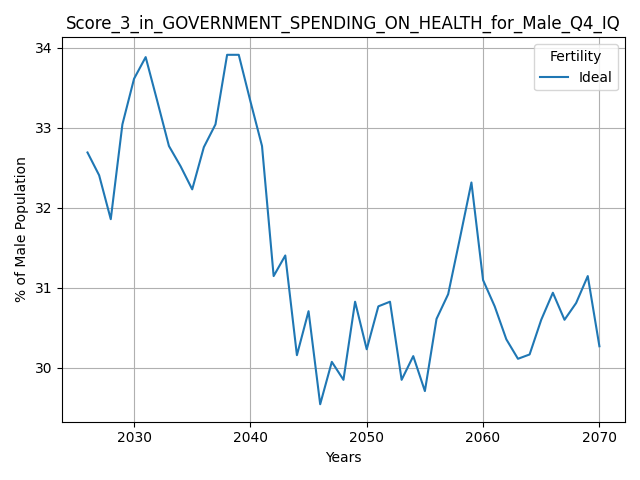 Score_3_in_GOVERNMENT_SPENDING_ON_HEALTH_for_Male_Q4_IQ
Fertility
Ideal
% of Male Population
34
33
32
31
30
2030 2040 2050 2060 2070
Years